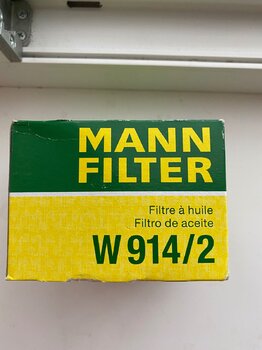 MANN
FILTER
Filtre à huile
Filtro de aceite
W 914/2